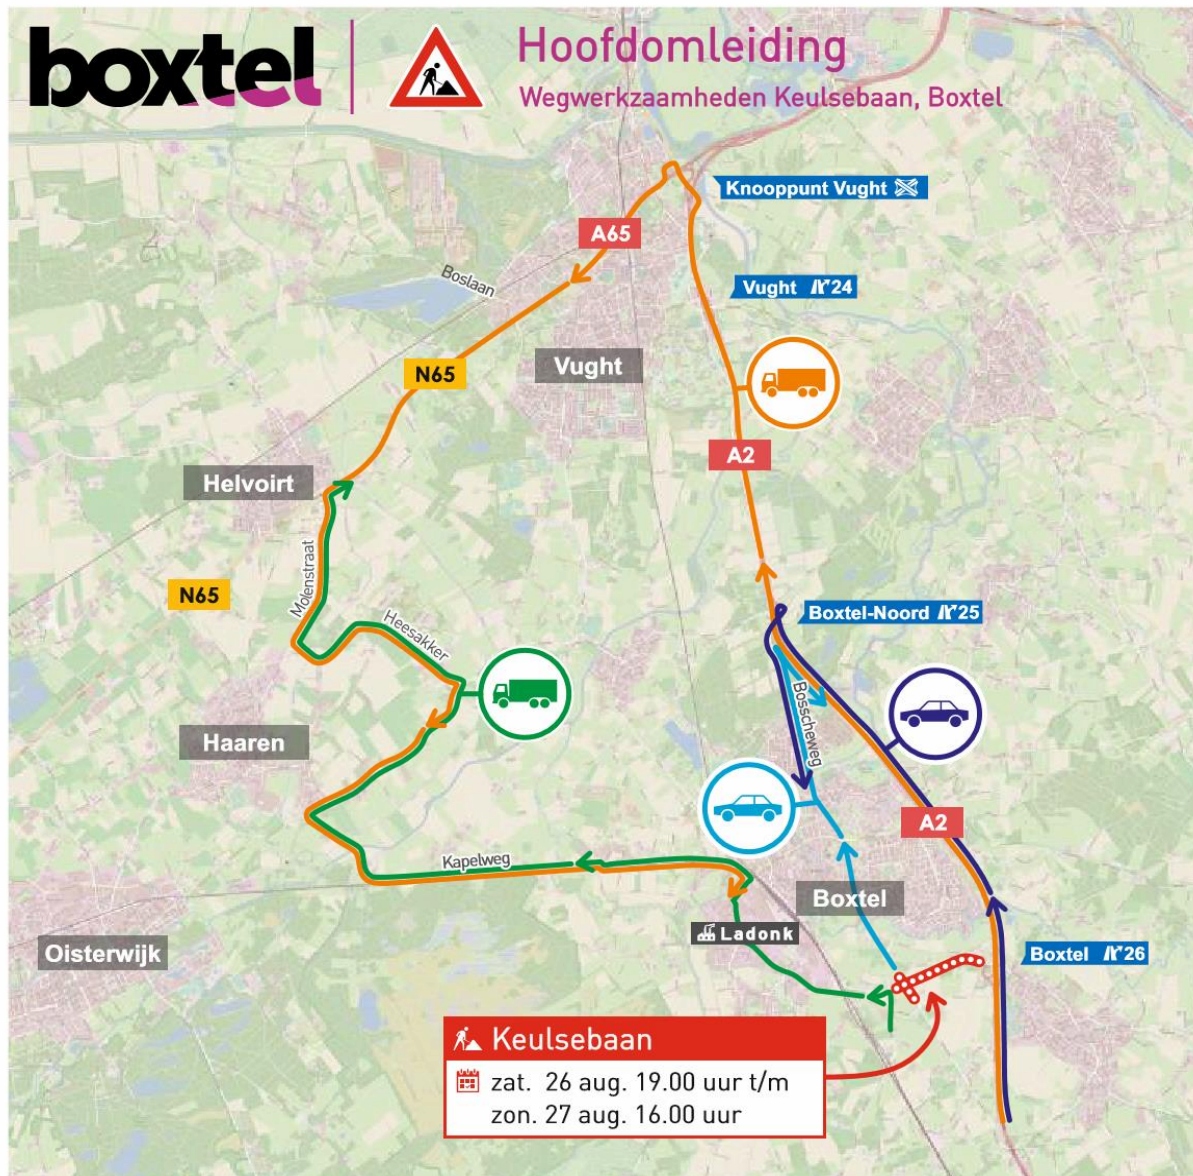 boxtel
Hoofdomleiding
Wegwerkzaamheden Keulsebaan, Boxtel
Knooppunt Vught
A65
Boslaan
Vught 24
N65
Vught
A2
Helvoirt
Molenstraat
N65
Heesakker
Boxtel-Noord 25
Bosscheweg
Haaren
A2
Kapelweg
Boxtel
Ladonk
Oisterwijk
Boxtel 26
Keulsebaan
zat. 26 aug. 19.00 uur t/m
zon. 27 aug. 16.00 uur